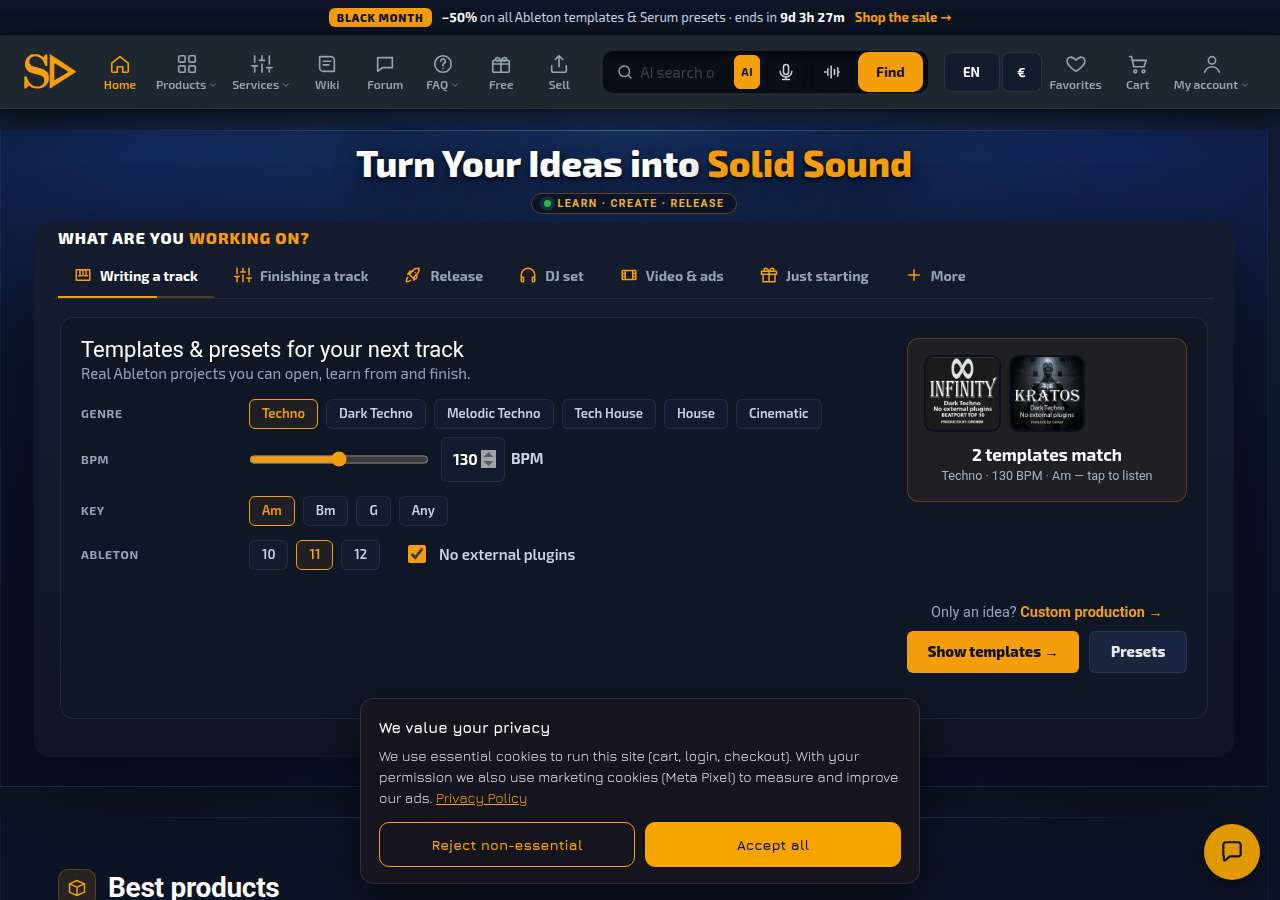 BLACK MONTH −50% on all Ableton templates & Serum presets · ends in 9d 3h 27m Shop the sale →
Home Products Services Wiki Forum FAQ Free Sell AI search o AI Find EN € Favorites Cart My account
Turn Your Ideas into Solid Sound
LEARN · CREATE · RELEASE
WHAT ARE YOU WORKING ON?
Writing a track Finishing a track Release DJ set Video & ads Just starting More
Templates & presets for your next track
Real Ableton projects you can open, learn from and finish.
GENRE Techno Dark Techno Melodic Techno Tech House House Cinematic
BPM 130 BPM
KEY Am Bm G Any
ABLETON 10 11 12 No external plugins
INFINITY
Dark Techno
No external plugins
BEATPORT TOP 10
KRATOS
Dark Techno
No external plugins
2 templates match
Techno · 130 BPM · Am — tap to listen
Only an idea? Custom production →
Show templates → Presets
We value your privacy
We use essential cookies to run this site (cart, login, checkout). With your
permission we also use marketing cookies (Meta Pixel) to measure and improve
our ads. Privacy Policy
Reject non-essential Accept all
Best products